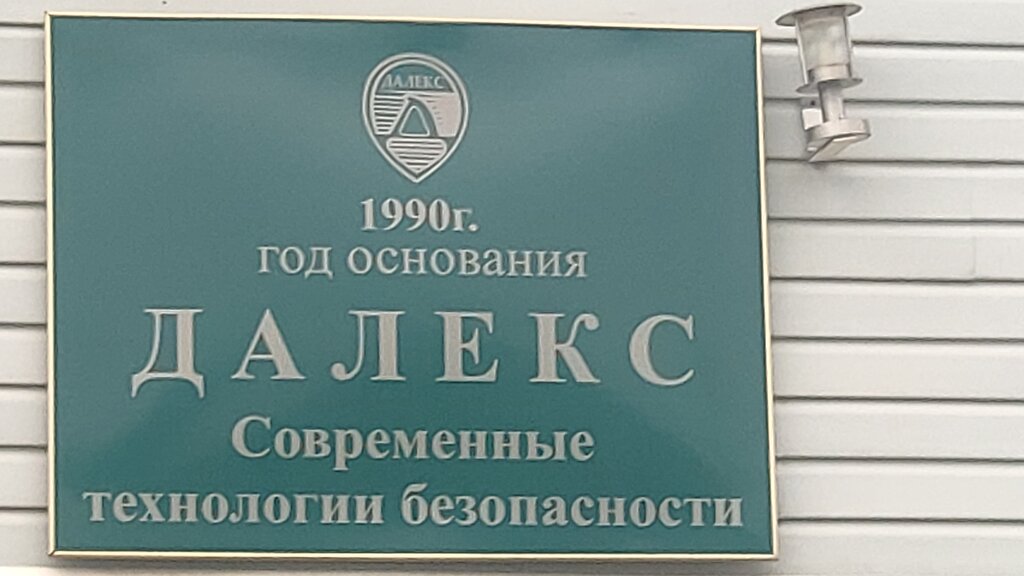 ДАЛЕКС
1990г.
год основания
ДАЛЕКС
Современные
технологии безопасности